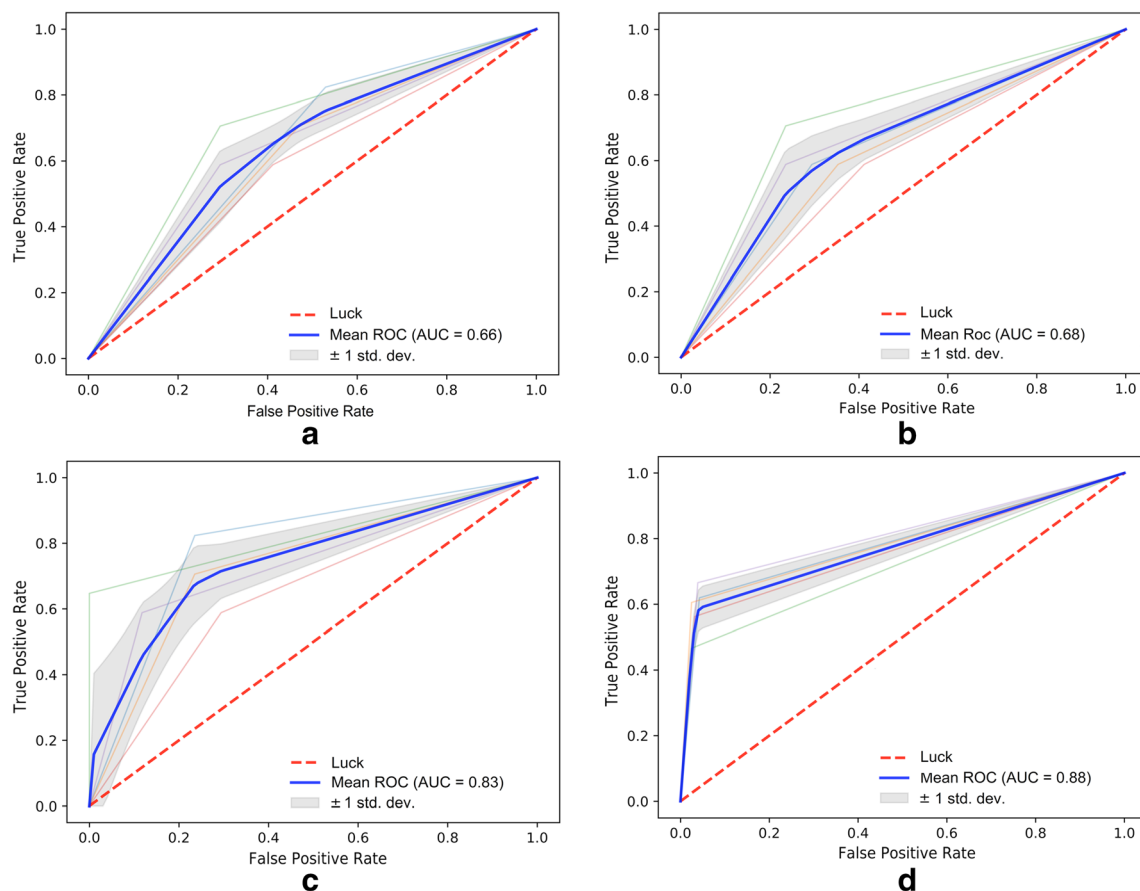 1.0
0.8
0.6
0.4
0.2
0.0
True Positive Rate
Luck
Mean ROC (AUC = 0.66)
± 1 std. dev.
0.0 0.2 0.4 0.6 0.8 1.0
False Positive Rate
a
1.0
0.8
0.6
0.4
0.2
0.0
True Positive Rate
Luck
Mean Roc (AUC = 0.68)
± 1 std. dev.
0.0 0.2 0.4 0.6 0.8 1.0
False Positive Rate
b
1.0
0.8
0.6
0.4
0.2
0.0
True Positive Rate
Luck
Mean ROC (AUC = 0.83)
± 1 std. dev.
0.0 0.2 0.4 0.6 0.8 1.0
False Positive Rate
c
1.0
0.8
0.6
0.4
0.2
0.0
True Positive Rate
Luck
Mean ROC (AUC = 0.88)
± 1 std. dev.
0.0 0.2 0.4 0.6 0.8 1.0
False Positive Rate
d